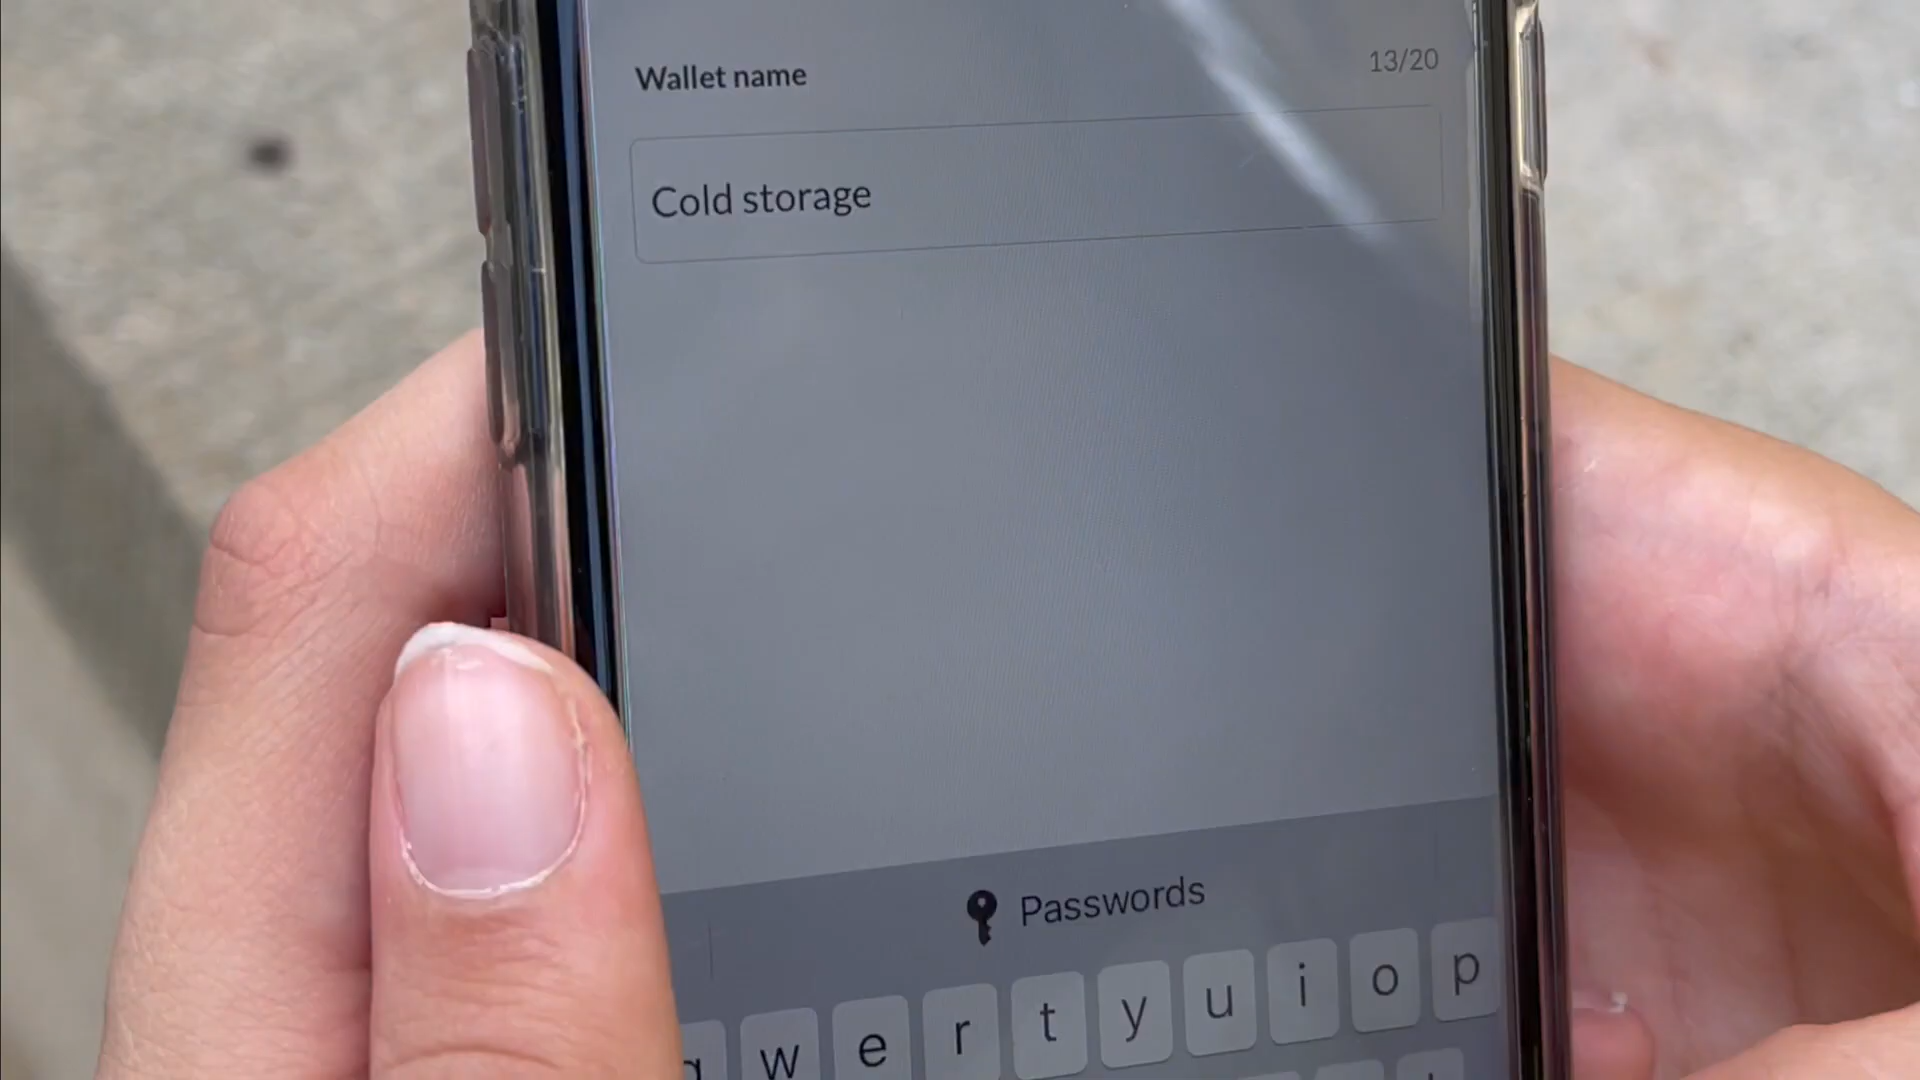 Wallet name
13/20
Cold storage
Passwords
w e r t y u i o p